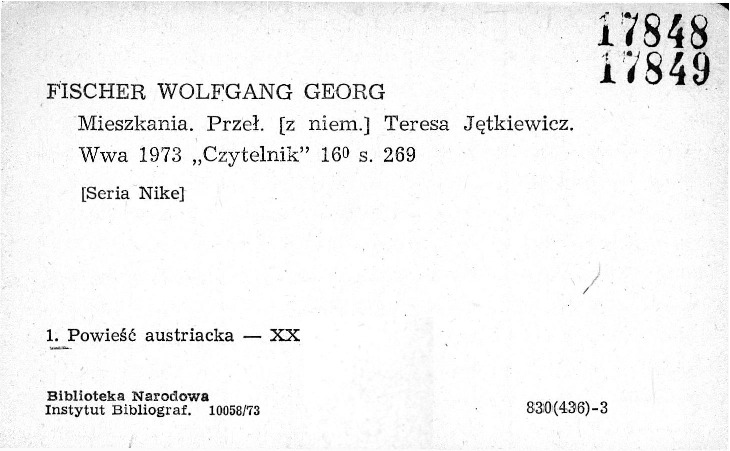 17848
17849
FISCHER WOLFGANG GEORG
Mieszkania. Przeł. [z niem.] Teresa Jętkiewicz.
Wwa 1973 „Czytelnik” 16⁰ s. 269
[Seria Nike]
1. Powieść austriacka — XX
Biblioteka Narodowa
Instytut Bibliograf. 10058/73
830(436)-3